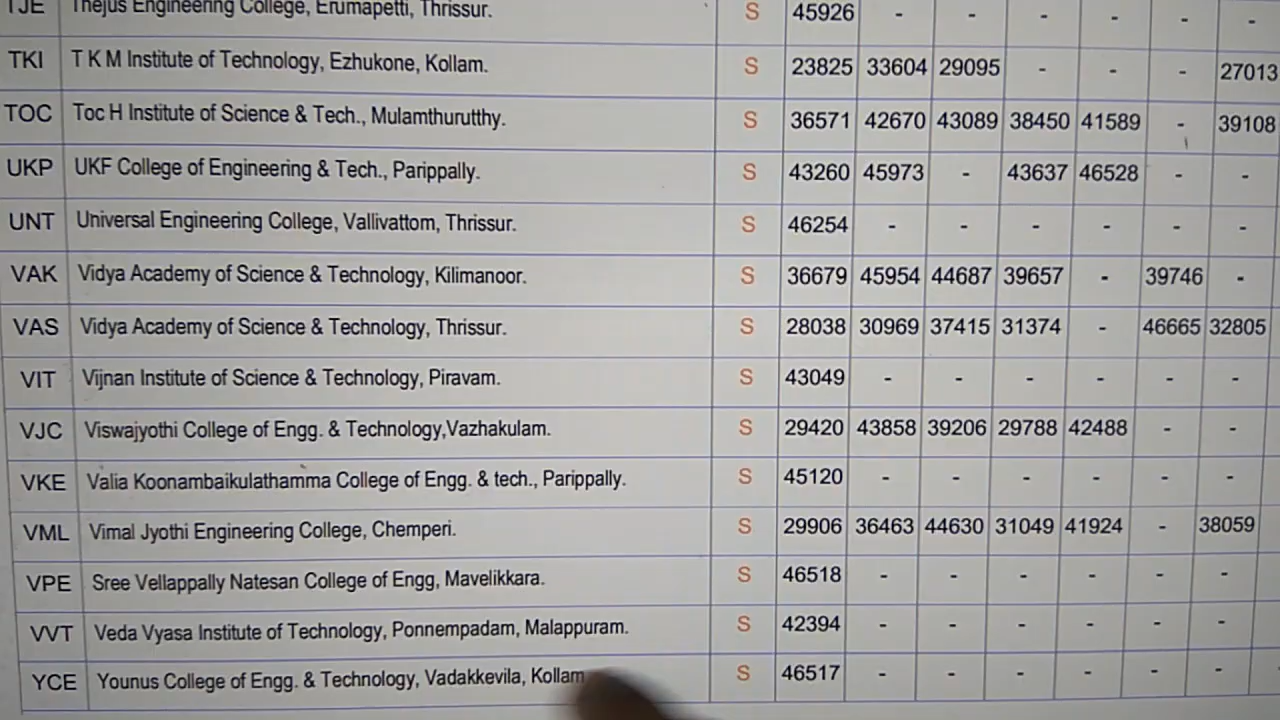 TJE Thejus Engineering College, Erumapetti, Thrissur. S 45926 - - - - - -
TKI T K M Institute of Technology, Ezhukone, Kollam. S 23825 33604 29095 - - - 27013
TOC Toc H Institute of Science & Tech., Mulamthurutthy. S 36571 42670 43089 38450 41589 - 39108
UKP UKF College of Engineering & Tech., Parippally. S 43260 45973 - 43637 46528 - -
UNT Universal Engineering College, Vallivattom, Thrissur. S 46254 - - - - - -
VAK Vidya Academy of Science & Technology, Kilimanoor. S 36679 45954 44687 39657 - 39746 -
VAS Vidya Academy of Science & Technology, Thrissur. S 28038 30969 37415 31374 - 46665 32805
VIT Vijnan Institute of Science & Technology, Piravam. S 43049 - - - - - -
VJC Viswajyothi College of Engg. & Technology,Vazhakulam. S 29420 43858 39206 29788 42488 - -
VKE Valia Koonambaikulathamma College of Engg. & tech., Parippally. S 45120 - - - - - -
VML Vimal Jyothi Engineering College, Chemperi. S 29906 36463 44630 31049 41924 - 38059
VPE Sree Vellappally Natesan College of Engg, Mavelikkara. S 46518 - - - - - -
VVT Veda Vyasa Institute of Technology, Ponnempadam, Malappuram. S 42394 - - - - - -
YCE Younus College of Engg. & Technology, Vadakkevila, Kollam S 46517 - - - - - -